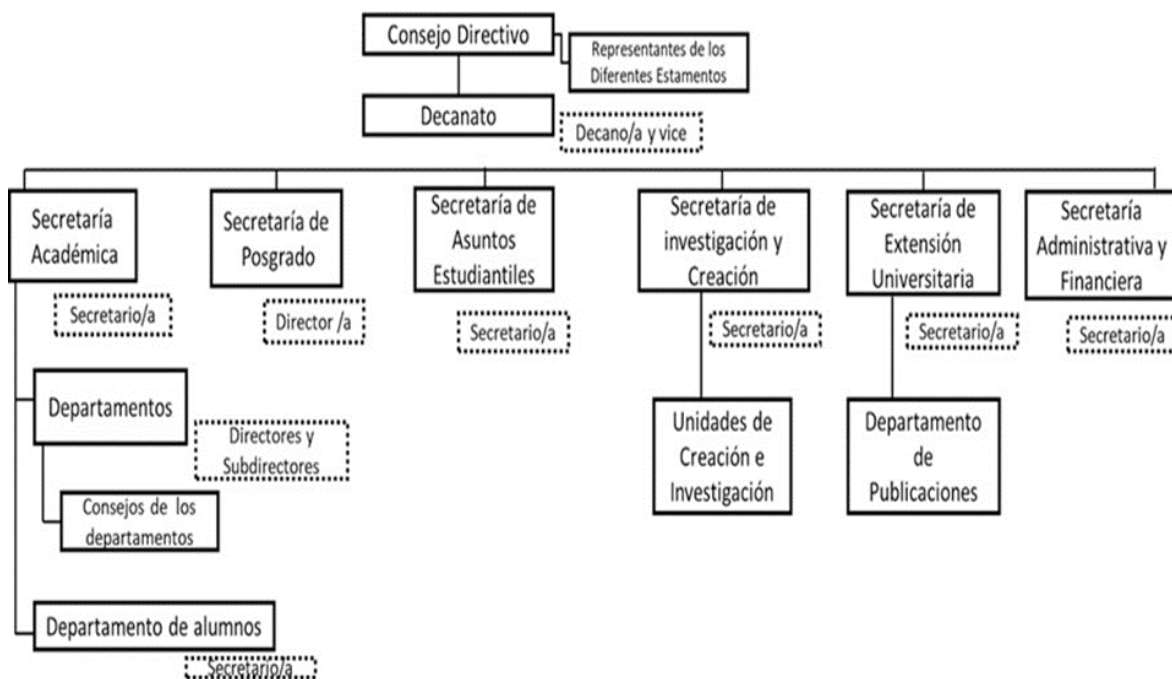 Consejo Directivo
Representantes de los
Diferentes Estamentos
Decanato
Decano/a y vice
Secretaría
Académica
Secretario/a
Secretaría de
Posgrado
Director /a
Secretaría de
Asuntos
Estudiantiles
Secretario/a
Secretaría de
investigación y
Creación
Secretario/a
Secretaría de
Extensión
Universitaria
Secretario/a
Secretaría
Administrativa y
Financiera
Secretario/a
Departamentos
Directores y
Subdirectores
Consejos de los
departamentos
Departamento de alumnos
Secretario/a
Unidades de
Creación e
Investigación
Departamento
de
Publicaciones